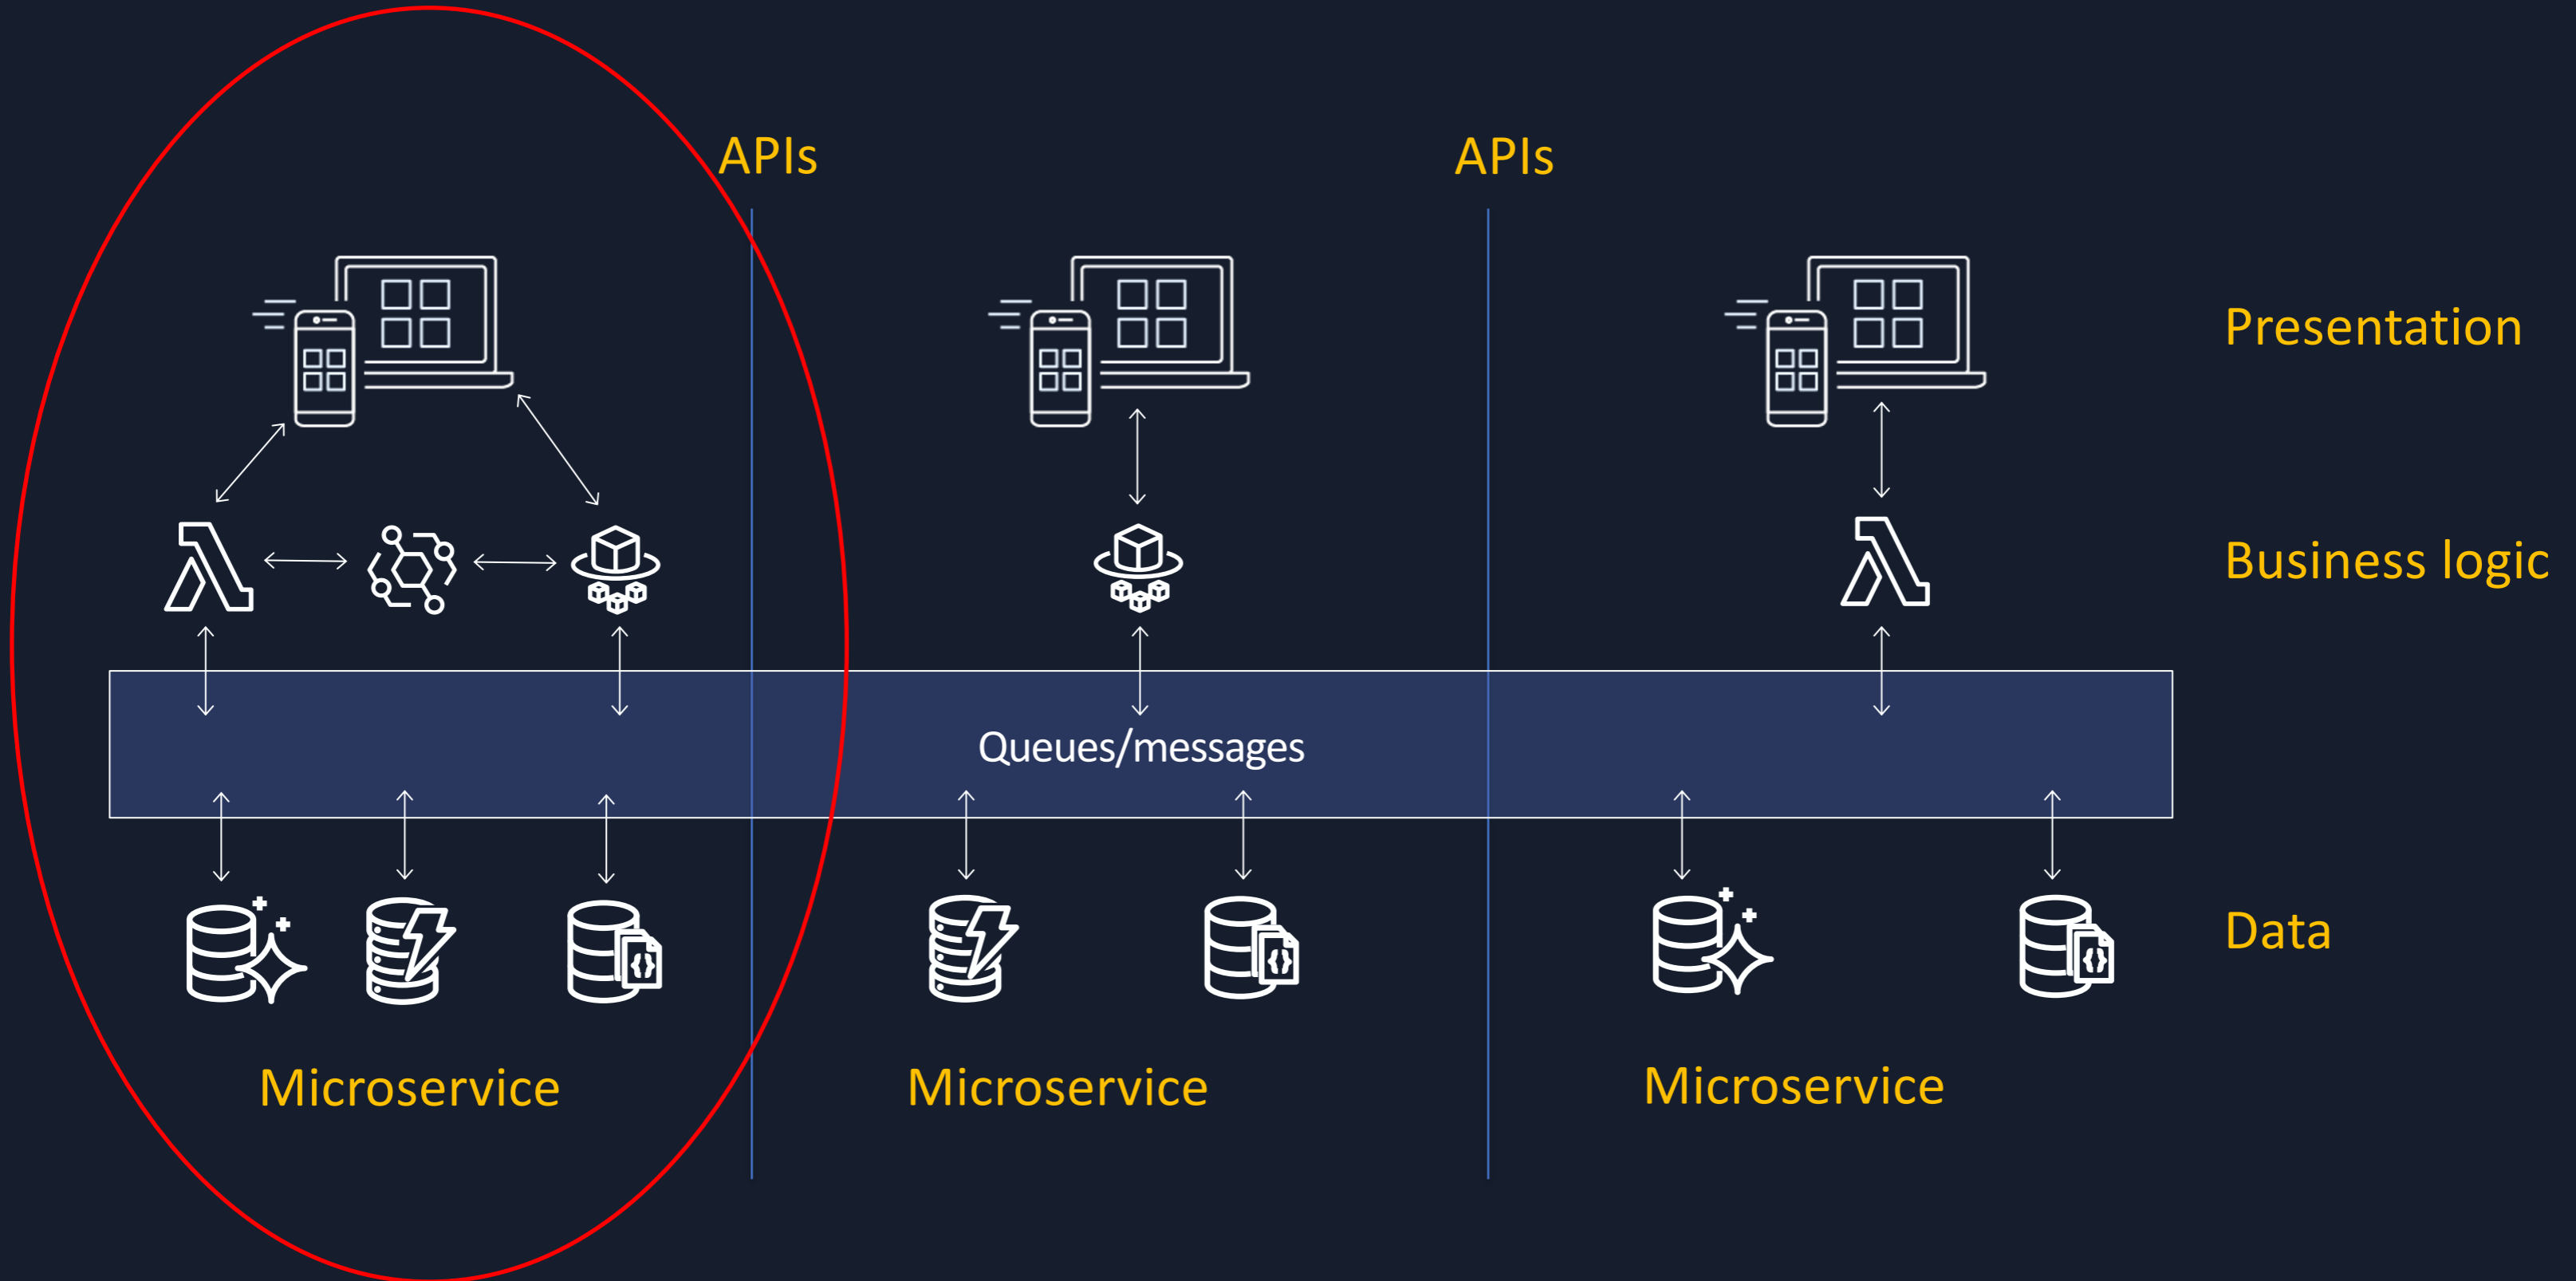 APIs
APIs
Presentation
Business logic
Queues/messages
Data
Microservice
Microservice
Microservice